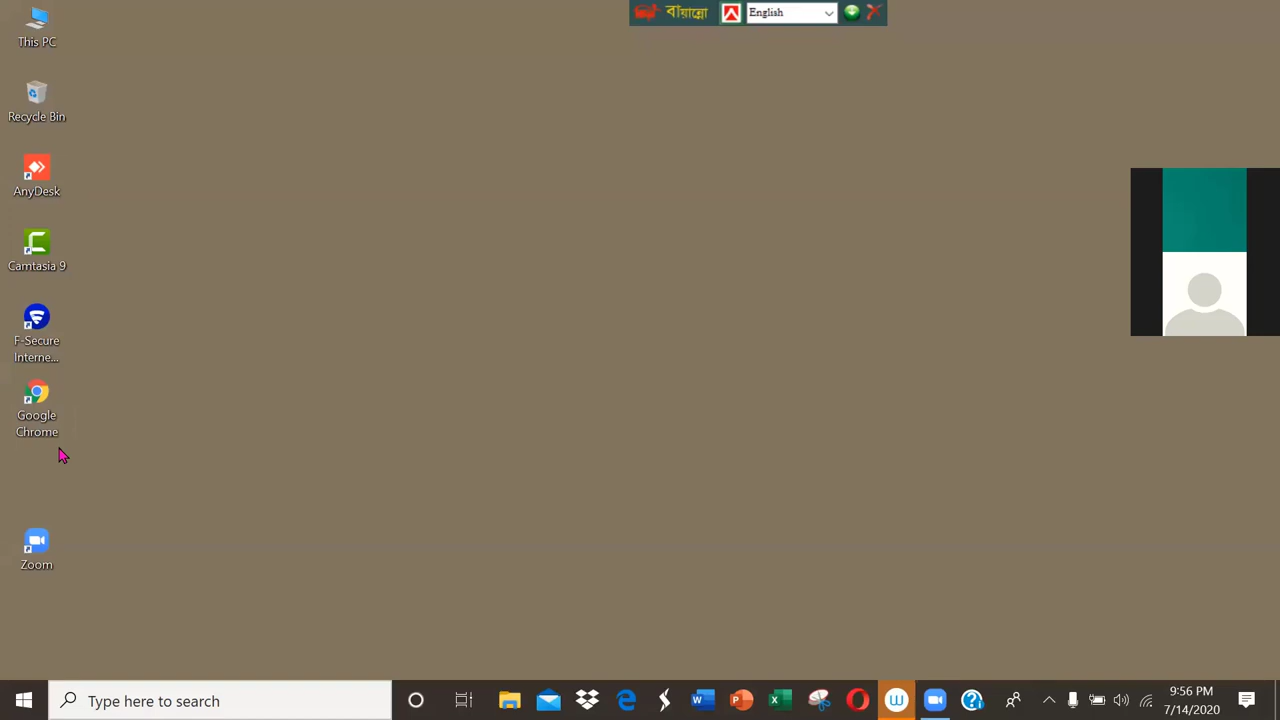 This PC
Recycle Bin
AnyDesk
Camtasia 9
F-Secure
Interne...
Google
Chrome
Zoom
বায়ান্নো
English
Type here to search
9:56 PM
7/14/2020